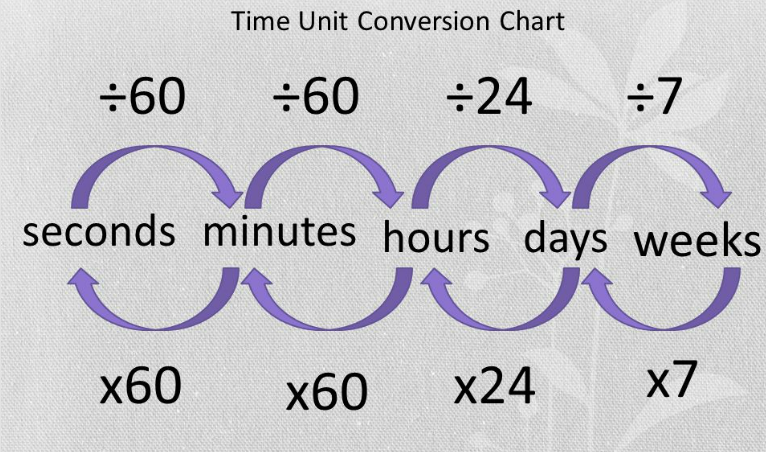 Time Unit Conversion Chart
÷60 ÷60 ÷24 ÷7
seconds minutes hours days weeks
x60 x60 x24 x7